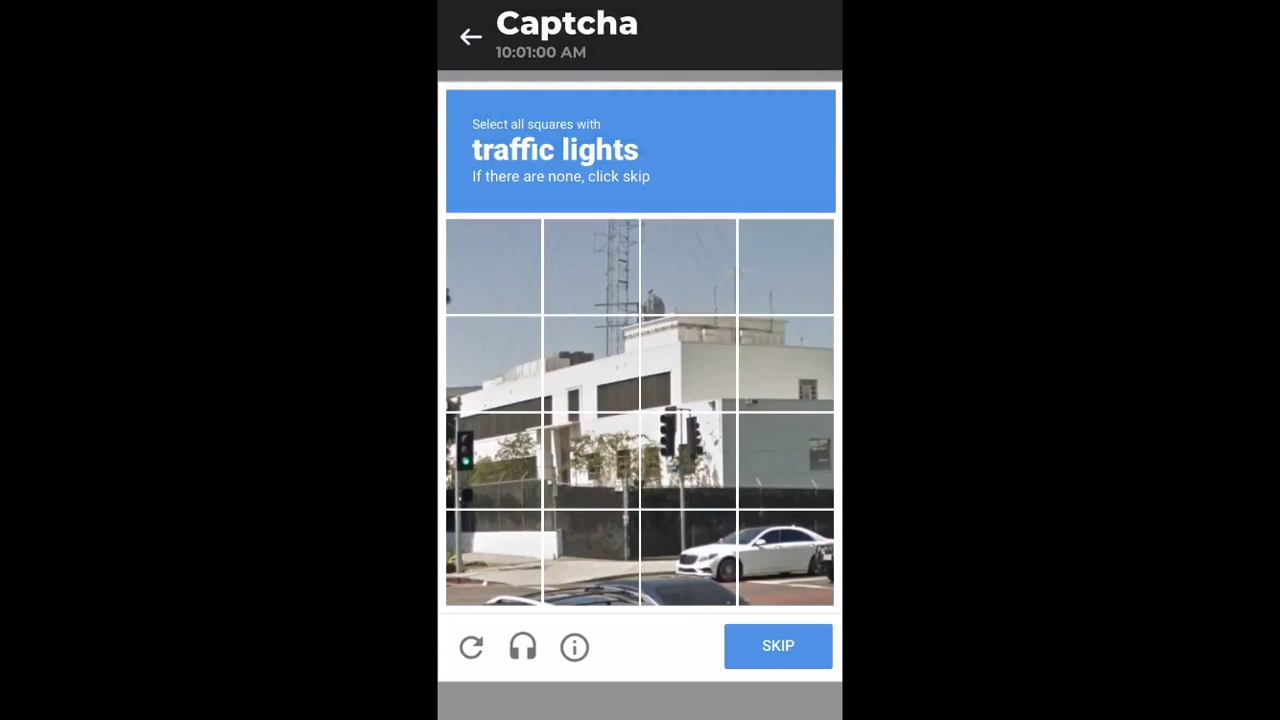 Captcha
10:01:00 AM
Select all squares with
traffic lights
If there are none, click skip
SKIP